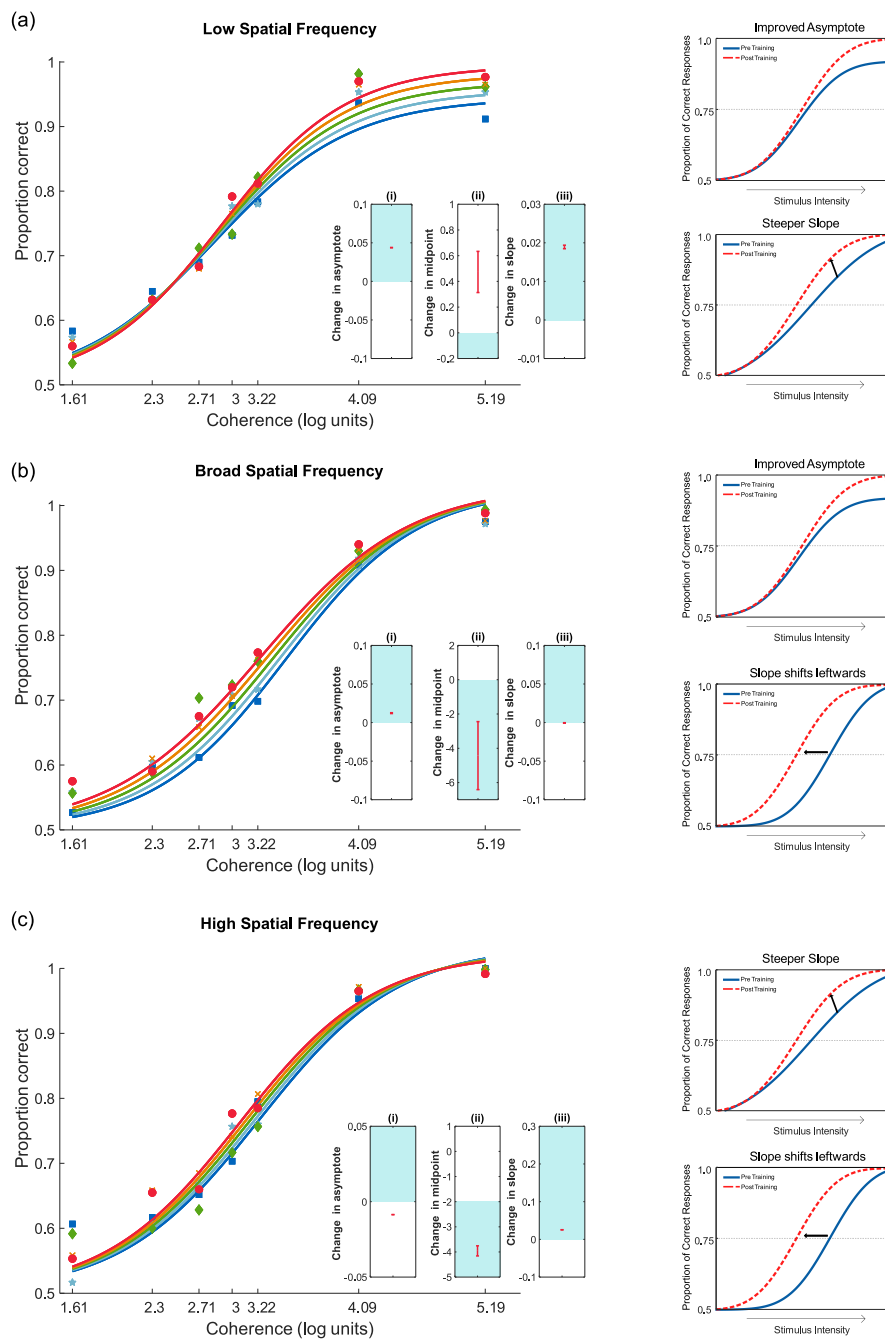 (a)
Low Spatial Frequency
Proportion correct
1
0.9
0.8
0.7
0.6
0.5
1.61 2.3 2.71 3 3.22 4.09 5.19
Coherence (log units)
(i)
Change in asymptote
0.1
0.05
0
-0.05
-0.1
(ii)
Change in midpoint
1
0.8
0.6
0.4
0.2
0
-0.2
(iii)
Change in slope
0.03
0.02
0.01
0
-0.01
Improved Asymptote
Pre Training
Post Training
Proportion of Correct Responses
1.0
0.75
0.5
Stimulus Intensity
Steeper Slope
Pre Training
Post Training
Proportion of Correct Responses
1.0
0.75
0.5
Stimulus Intensity
(b)
Broad Spatial Frequency
Proportion correct
1
0.9
0.8
0.7
0.6
0.5
1.61 2.3 2.71 3 3.22 4.09 5.19
Coherence (log units)
(i)
Change in asymptote
0.1
0.05
0
-0.05
-0.1
(ii)
Change in midpoint
2
0
-2
-4
-6
(iii)
Change in slope
0.1
0.05
0
-0.05
-0.1
Improved Asymptote
Pre Training
Post Training
Proportion of Correct Responses
1.0
0.75
0.5
Stimulus Intensity
Slope shifts leftwards
Pre Training
Post Training
Proportion of Correct Responses
1.0
0.75
0.5
Stimulus Intensity
(c)
High Spatial Frequency
Proportion correct
1
0.9
0.8
0.7
0.6
0.5
1.61 2.3 2.71 3 3.22 4.09 5.19
Coherence (log units)
(i)
Change in asymptote
0.05
0
-0.05
(ii)
Change in midpoint
1
0
-1
-2
-3
-4
-5
(iii)
Change in slope
0.3
0.2
0.1
0
-0.1
Steeper Slope
Pre Training
Post Training
Proportion of Correct Responses
1.0
0.75
0.5
Stimulus Intensity
Slope shifts leftwards
Pre Training
Post Training
Proportion of Correct Responses
1.0
0.75
0.5
Stimulus Intensity